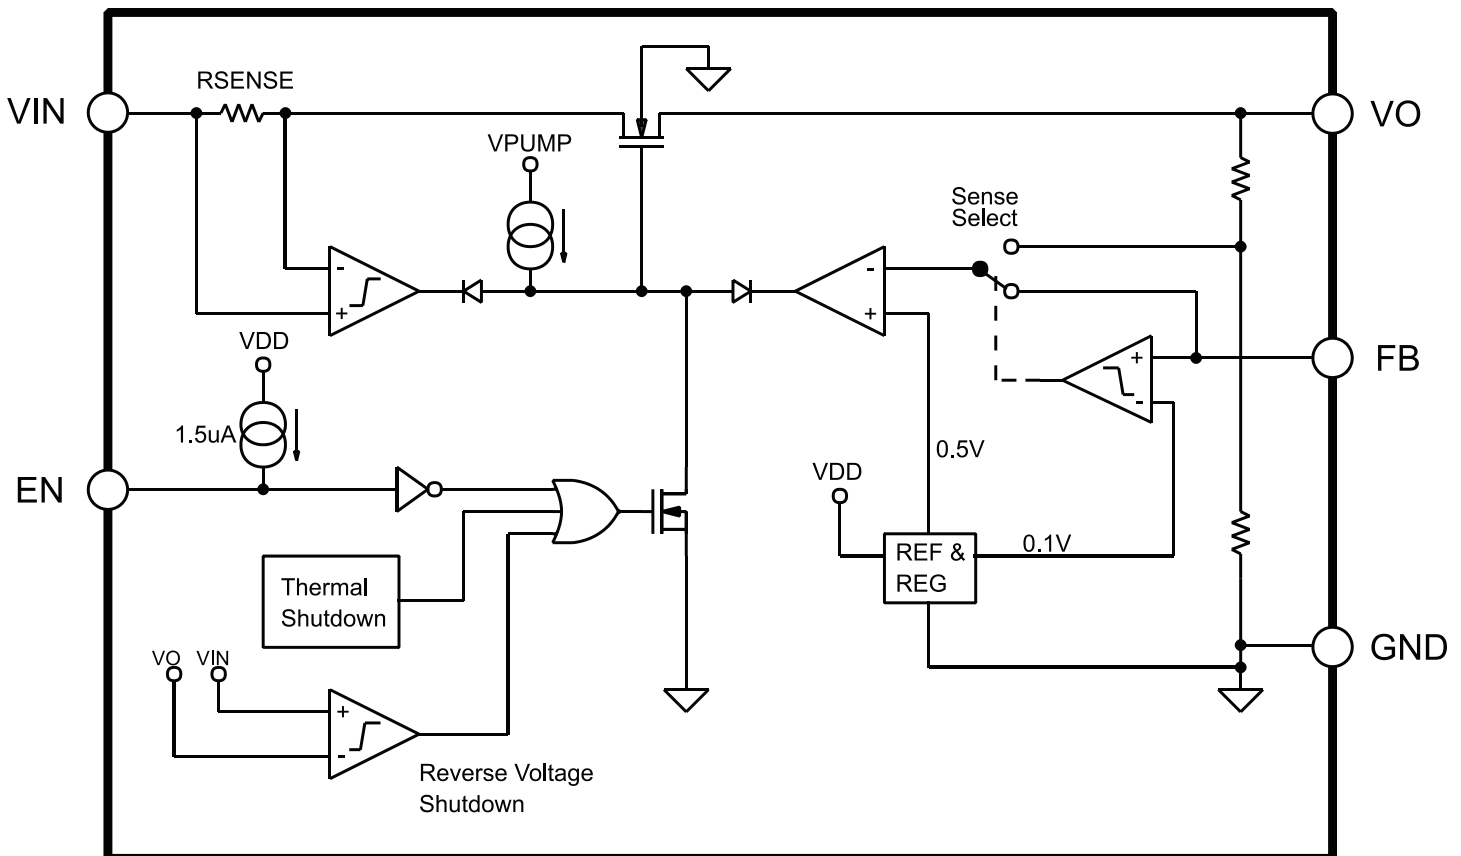 RSENSE
VIN
VO
VPUMP
Sense
Select
-
+
-
+
VDD
1.5uA
+
-
FB
0.5V
EN
VDD
REF &
REG
0.1V
Thermal
Shutdown
GND
VO
VIN
+
-
Reverse Voltage
Shutdown